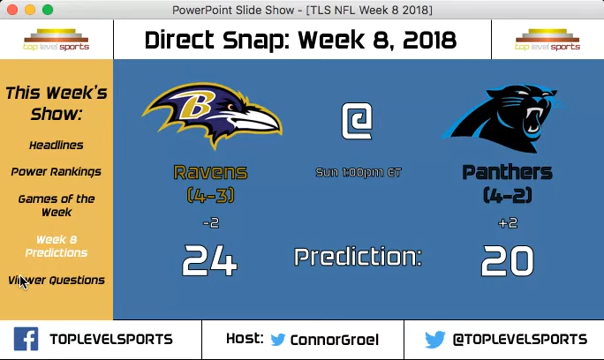 PowerPoint Slide Show - [TLS NFL Week 8 2018]
top level sports
Direct Snap: Week 8, 2018
top level sports
This Week's
Show:
Headlines
Power Rankings
Games of the
Week
Week 8
Predictions
Viewer Questions
B
@
Ravens
(4-3)
Sun 1:00pm ET
Panthers
(4-2)
-2
+2
24
Prediction:
20
TOPLEVELSPORTS
Host: ConnorGroel
@TOPLEVELSPORTS